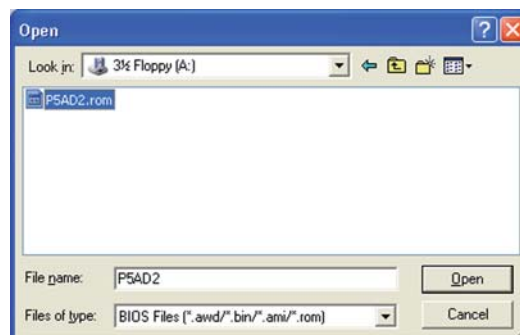 Open
Look in: 3½ Floppy (A:)
P5AD2.rom
File name: P5AD2 Open
Files of type: BIOS Files (*.awd/*.bin/*.ami/*.rom) Cancel